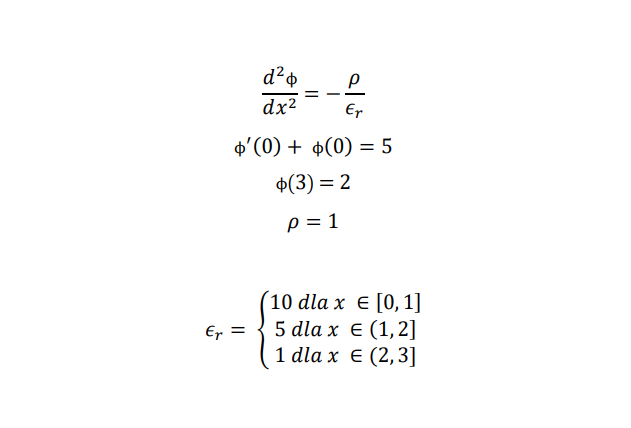 d²ϕ/dx² = −ρ/ϵᵣ
ϕ′(0) + ϕ(0) = 5
ϕ(3) = 2
ρ = 1
ϵᵣ = {10 dla x ∈ [0, 1]
5 dla x ∈ (1, 2]
1 dla x ∈ (2, 3]